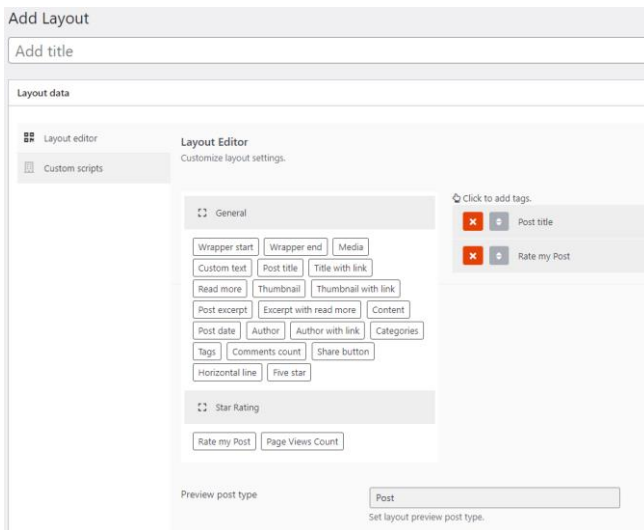 Add Layout
Add title
Layout data
Layout editor
Custom scripts
Layout Editor
Customize layout settings.
General
Wrapper start Wrapper end Media
Custom text Post title Title with link
Read more Thumbnail Thumbnail with link
Post excerpt Excerpt with read more Content
Post date Author Author with link Categories
Tags Comments count Share button
Horizontal line Five star
Star Rating
Rate my Post Page Views Count
Click to add tags.
Post title
Rate my Post
Preview post type
Post
Set layout preview post type.